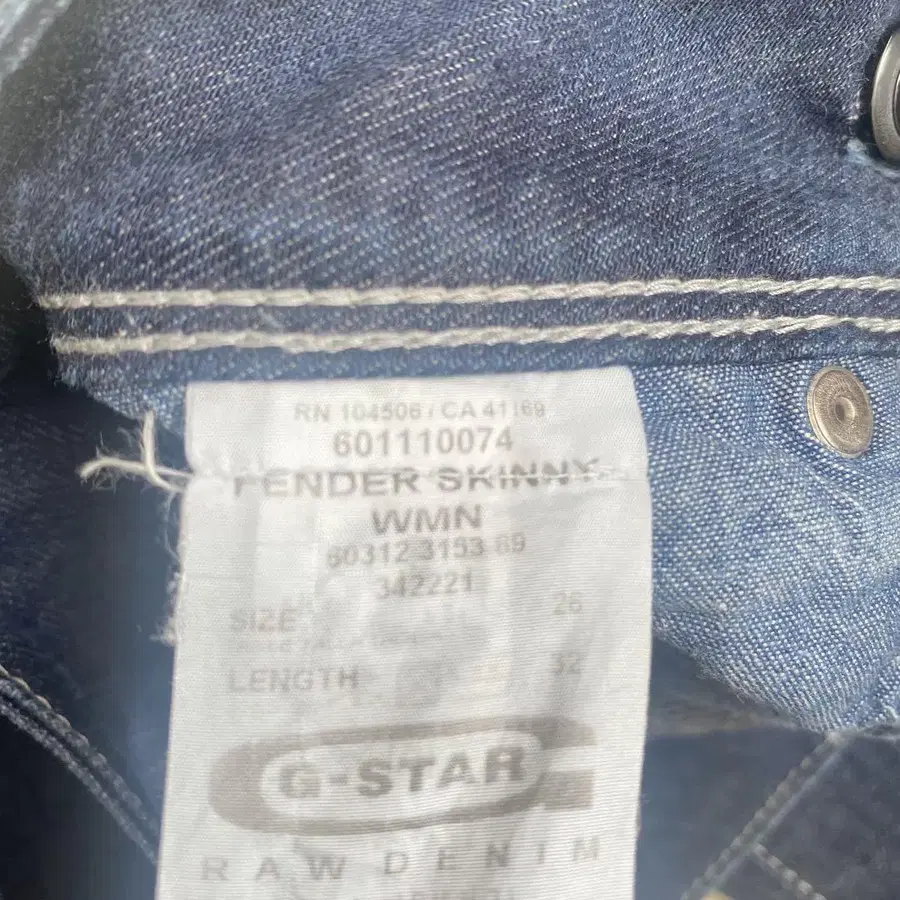 RN 104506 / CA 41169
601110074
FENDER SKINNY
WMN
60312.3153.89
342221
SIZE 26
LENGTH 32
G-STAR
RAW DENIM